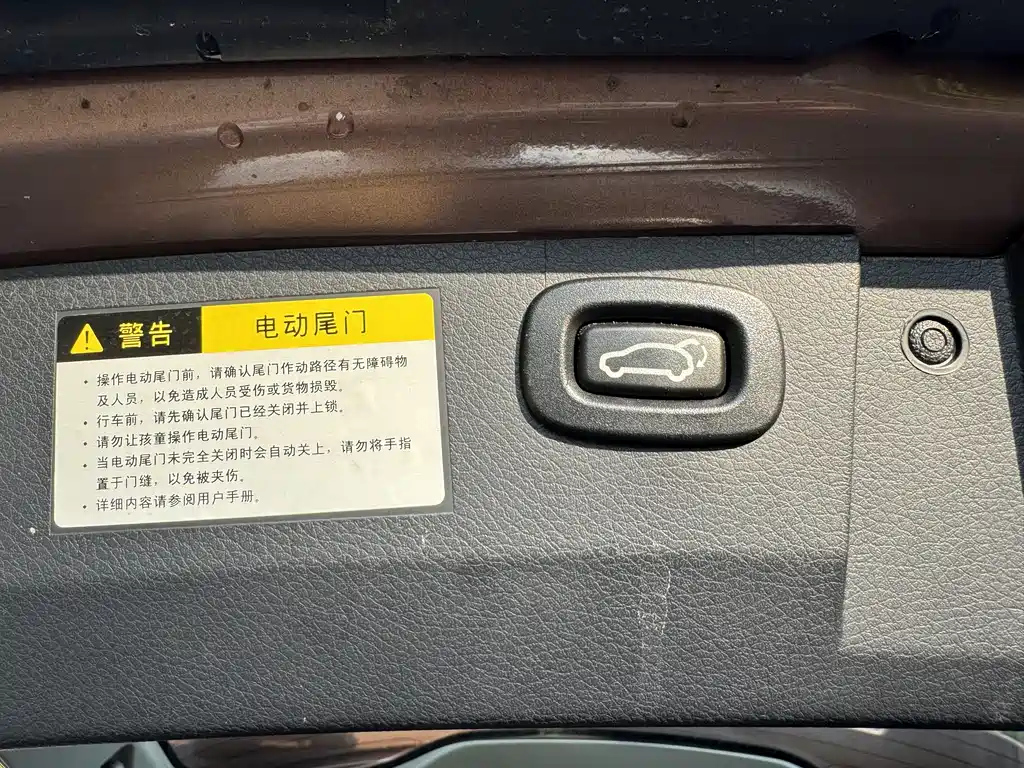 警告 电动尾门
• 操作电动尾门前，请确认尾门作动路径有无障碍物
及人员，以免造成人员受伤或货物损毁。
• 行车前，请先确认尾门已经关闭并上锁。
• 请勿让孩童操作电动尾门。
• 当电动尾门未完全关闭时会自动关上，请勿将手指
置于门缝，以免被夹伤。
• 详细内容请参阅用户手册。